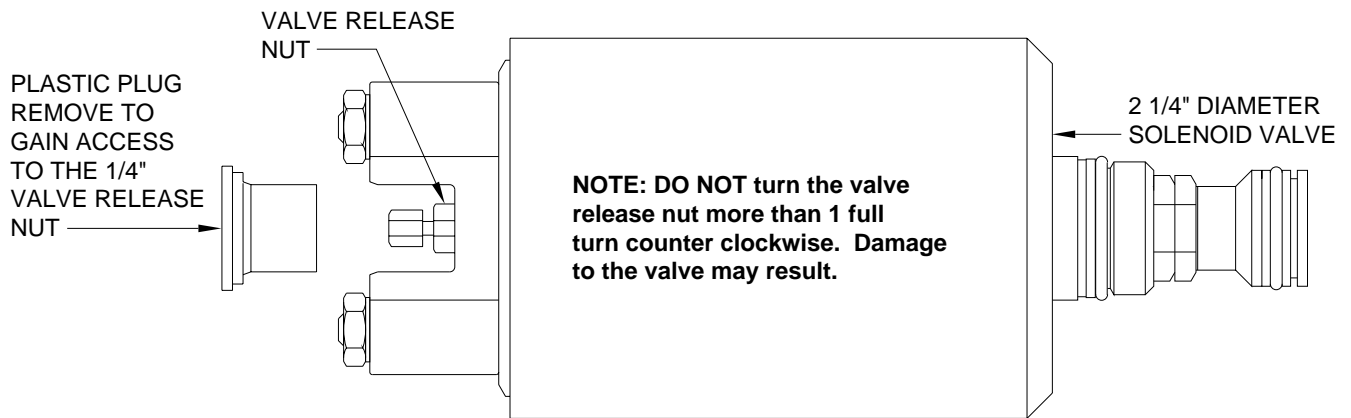 VALVE RELEASE
NUT
PLASTIC PLUG
REMOVE TO
GAIN ACCESS
TO THE 1/4"
VALVE RELEASE
NUT
2 1/4" DIAMETER
SOLENOID VALVE
NOTE: DO NOT turn the valve
release nut more than 1 full
turn counter clockwise. Damage
to the valve may result.